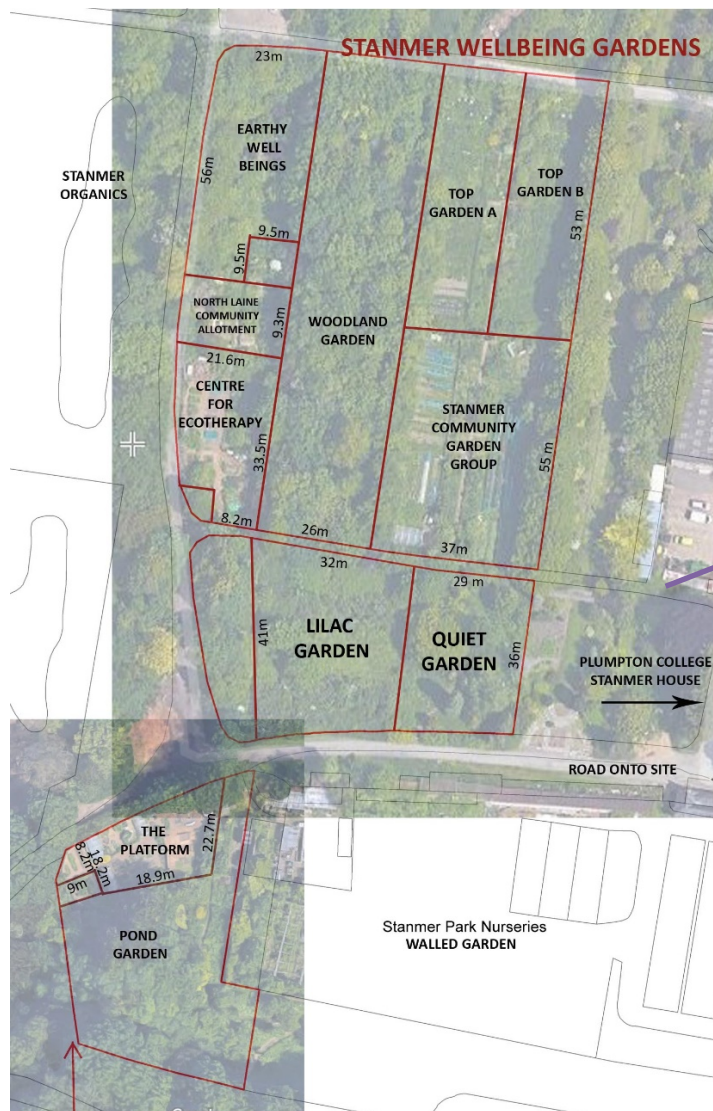 STANMER WELLBEING GARDENS
23m
EARTHY
WELL
BEINGS
56m
STANMER
ORGANICS
TOP
GARDEN A
TOP
GARDEN B
53 m
9.5m
9.5m
NORTH LAINE
COMMUNITY
ALLOTMENT
9.3m
WOODLAND
GARDEN
21.6m
CENTRE
FOR
ECOTHERAPY
33.5m
STANMER
COMMUNITY
GARDEN
GROUP
55 m
8.2m
26m
37m
32m
29 m
LILAC
GARDEN
41m
QUIET
GARDEN
36m
PLUMPTON COLLEGE
STANMER HOUSE
ROAD ONTO SITE
THE
PLATFORM
22.7m
8.2m
18.2m
9m
18.9m
POND
GARDEN
Stanmer Park Nurseries
WALLED GARDEN